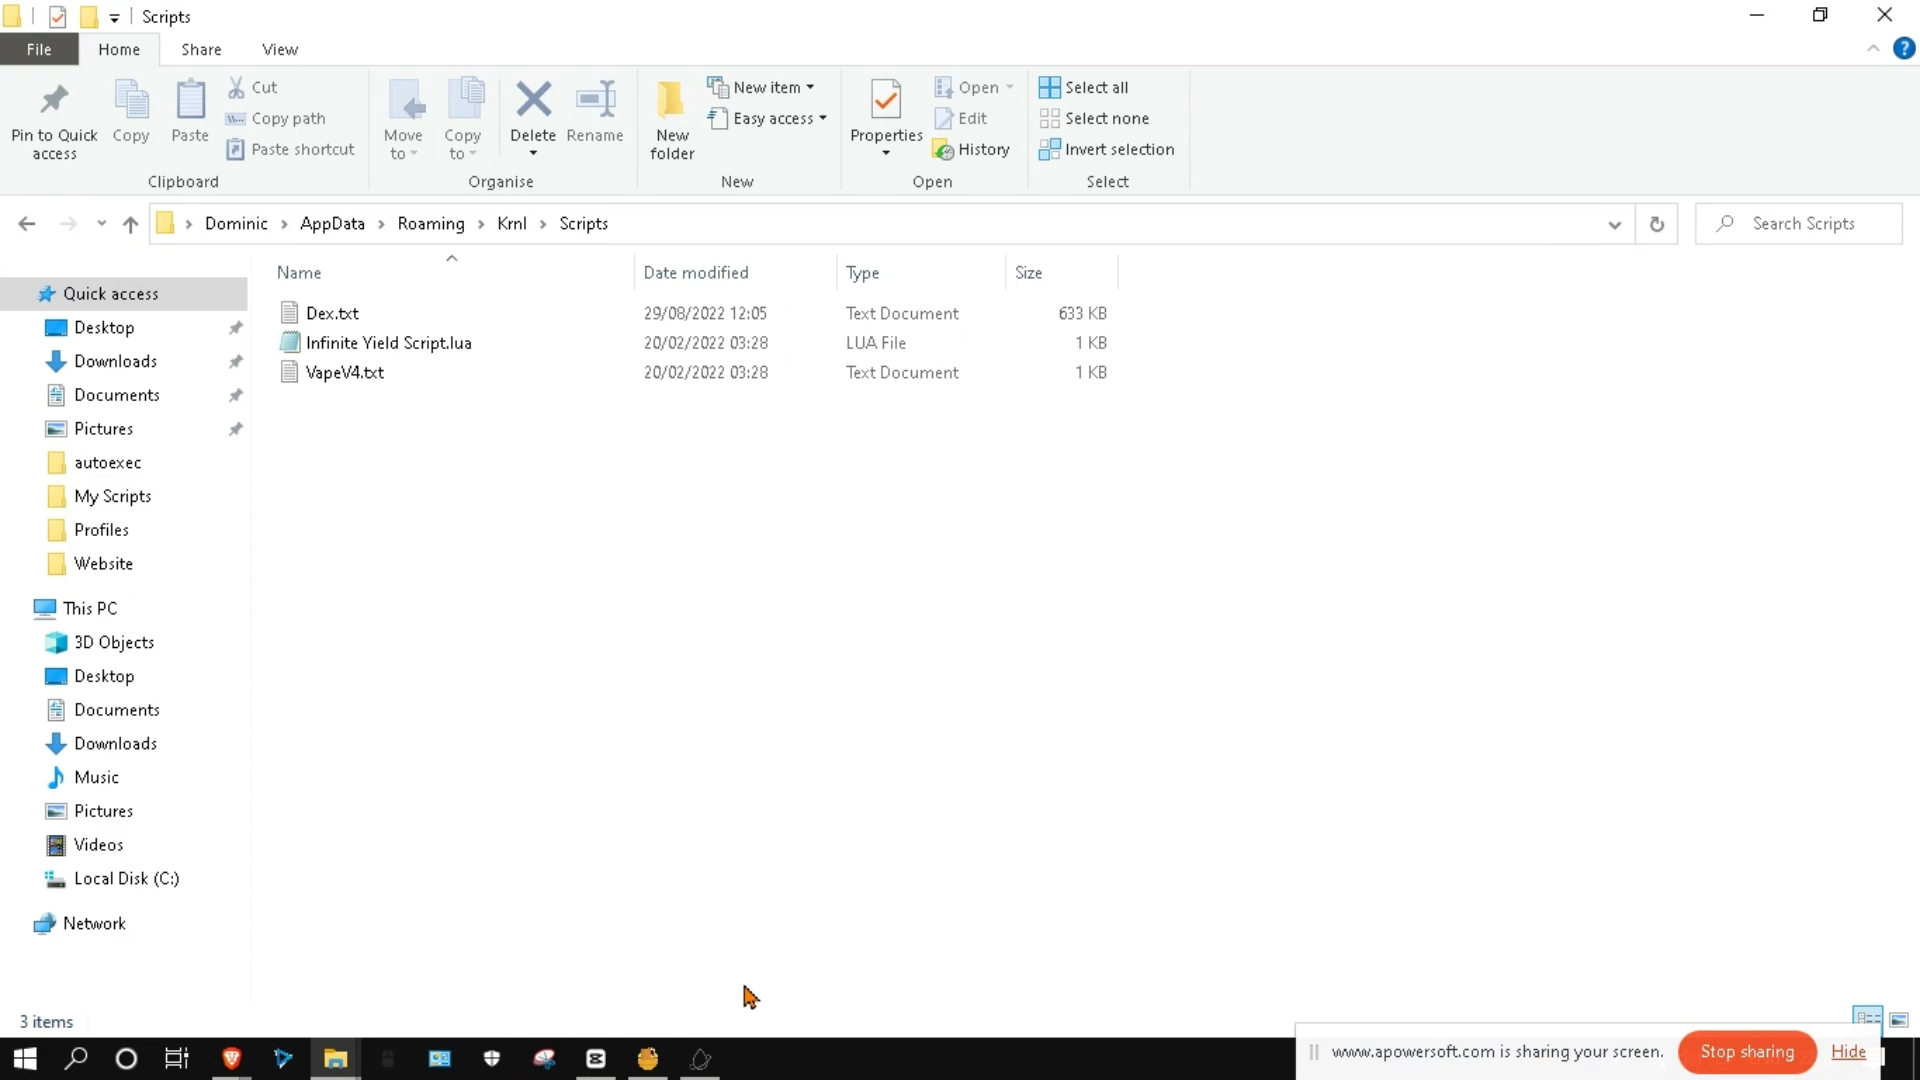 Scripts
File Home Share View
Pin to Quick access
Copy
Paste
Cut
Copy path
Paste shortcut
Clipboard
Move to
Copy to
Delete
Rename
Organise
New folder
New item
Easy access
New
Properties
Open
Edit
History
Open
Select all
Select none
Invert selection
Select
Dominic > AppData > Roaming > Krnl > Scripts
Search Scripts
Quick access
Desktop
Downloads
Documents
Pictures
autoexec
My Scripts
Profiles
Website
This PC
3D Objects
Desktop
Documents
Downloads
Music
Pictures
Videos
Local Disk (C:)
Network
Name Date modified Type Size
Dex.txt 29/08/2022 12:05 Text Document 633 KB
Infinite Yield Script.lua 20/02/2022 03:28 LUA File 1 KB
VapeV4.txt 20/02/2022 03:28 Text Document 1 KB
3 items
www.apowersoft.com is sharing your screen. Stop sharing Hide